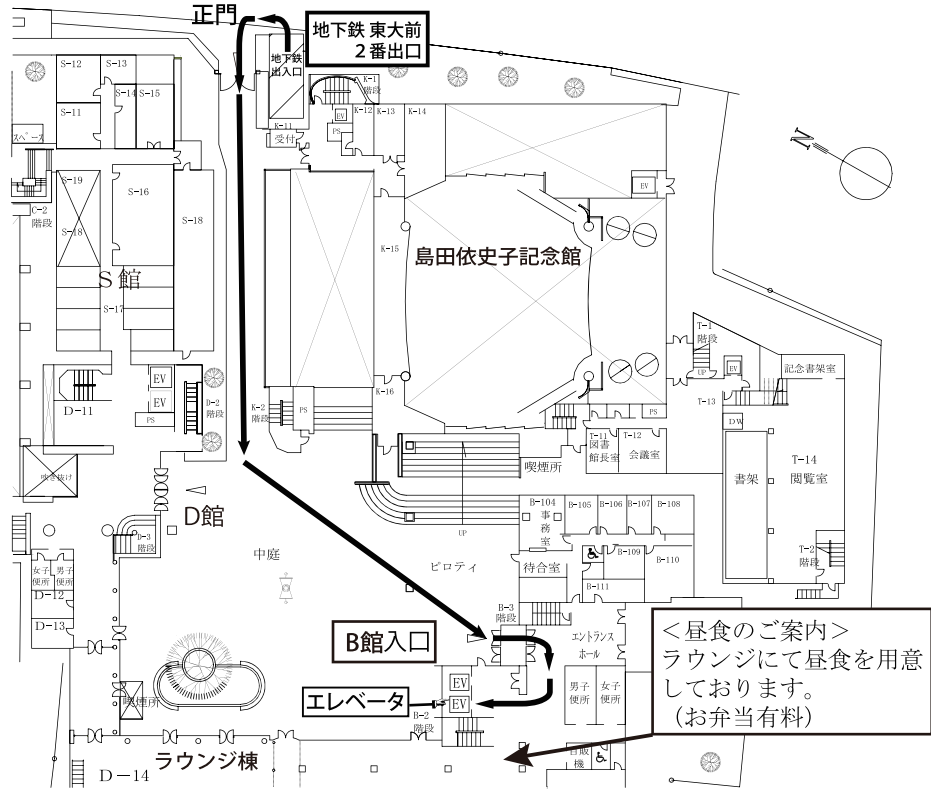 正門
地下鉄 東大前
2番出口
地下鉄
出入口
S-12
S-13
S-14
S-15
S-11
スペース
K-1
階段
EV
K-12
K-13
K-14
PS
K-11
受付
N
S-19
S-16
C-2
階段
S-18
S-18
EV
K-15
島田依史子記念館
S館
S-17
T-1
階段
UP
EV
記念書架室
EV
EV
D-11
PS
D-2
階段
K-2
階段
PS
K-16
PS
T-13
DW
T-11
図書
館長室
T-12
会議室
喫煙所
書架
T-14
閲覧室
吹き抜け
D館
D-3
階段
UP
B-104
事
務
室
B-105
B-106
B-107
B-108
中庭
ピロティ
待合室
B-109
B-110
B-111
T-2
階段
女子
便所
男子
便所
D-12
D-13
B-3
階段
B館入口
エントランス
ホール
<昼食のご案内>
ラウンジにて昼食を用意
しております。
(お弁当有料)
EV
EV
エレベータ
B-2
階段
男子
便所
女子
便所
喫煙所
自販
機
ラウンジ棟
D-14